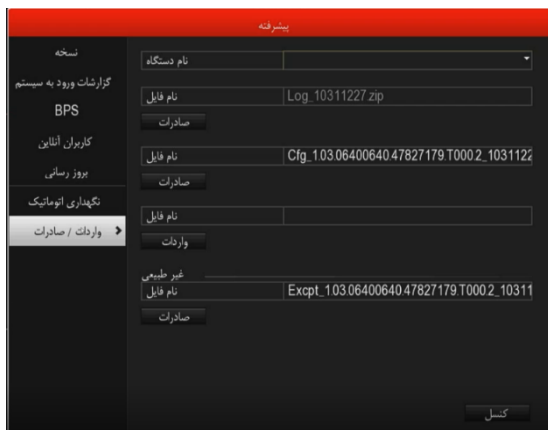 پیشرفته
نسخه
گزارشات ورود به سیستم
BPS
کاربران آنلاین
بروز رسانی
نگهداری اتوماتیک
واردات / صادرات
نام دستگاه
نام فایل Log_10311227.zip
صادرات
نام فایل Cfg_1.03.06400640.47827179.T000.2_1031122
صادرات
نام فایل
واردات
غیر طبیعی
نام فایل Excpt_1.03.06400640.47827179.T000.2_10311
صادرات
کنسل